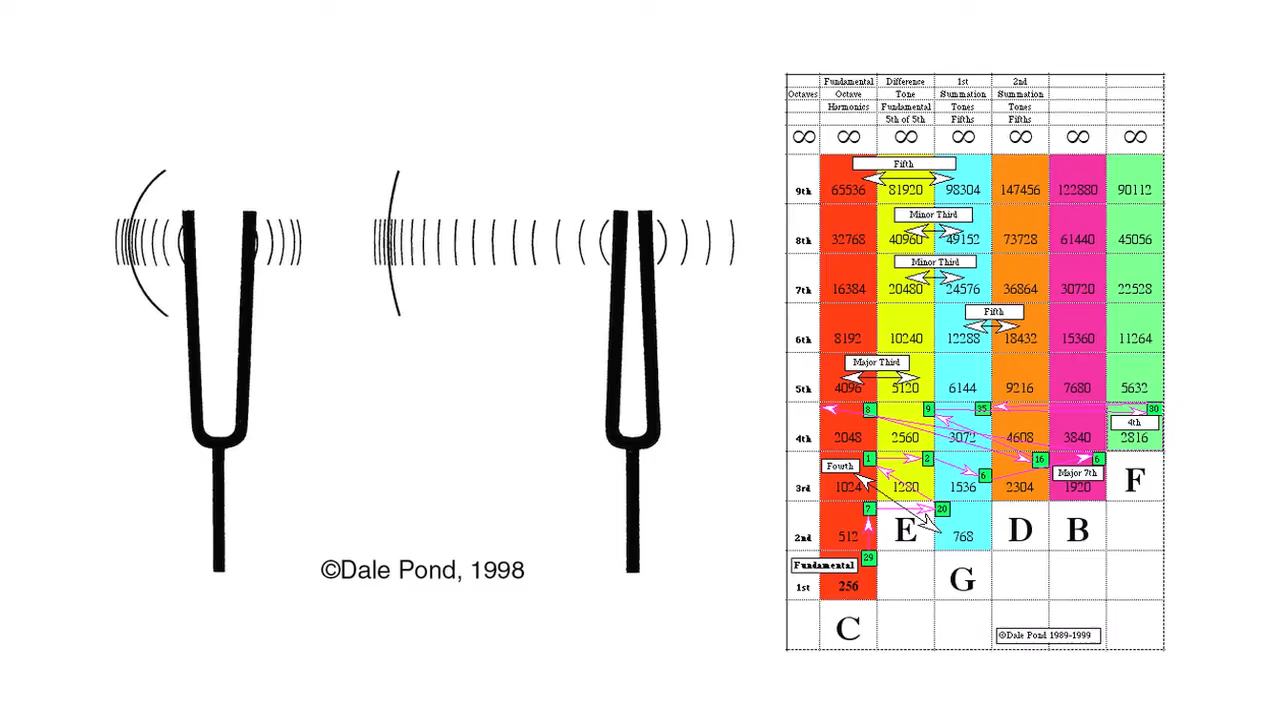 ©Dale Pond, 1998
Fundamental Difference 1st 2nd
Octaves Octave Tone Summation Summation
Harmonics Fundamental Tones Tones
5th of 5th Fifths Fifths
∞ ∞ ∞ ∞ ∞ ∞ ∞
Fifth
9th 65536 81920 98304 147456 122880 90112
Minor Third
8th 32768 40960 49152 73728 61440 45056
Minor Third
7th 16384 20480 24576 36864 30720 22528
Fifth
6th 8192 10240 12288 18432 15360 11264
Major Third
5th 4096 5120 6144 9216 7680 5632
8 9 35 30
4th
4th 2048 2560 3072 4608 3840 2816
1 2 16 6
Fourth 6 Major 7th F
3rd 1024 1280 1536 2304 1920
7 20
E D B
2nd 512 768
29
Fundamental
1st 256 G
C
©Dale Pond 1989-1999